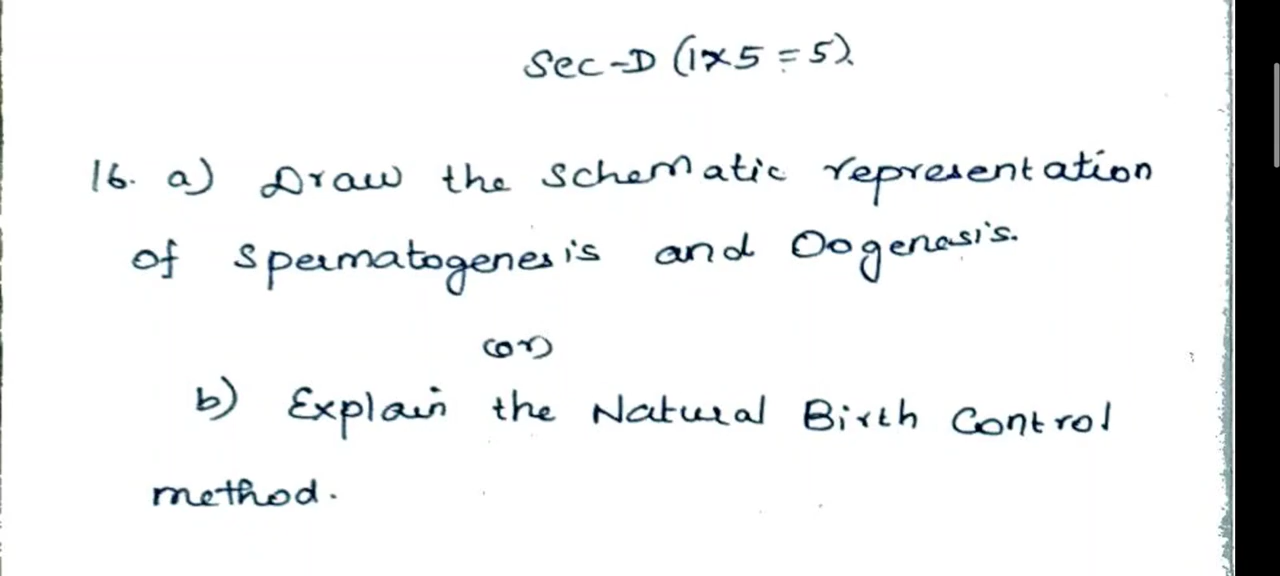 Sec-D (1×5=5).
16. a) Draw the schematic representation
of spermatogenesis and Oogenesis.
(or)
b) Explain the Natural Birth Control
method.